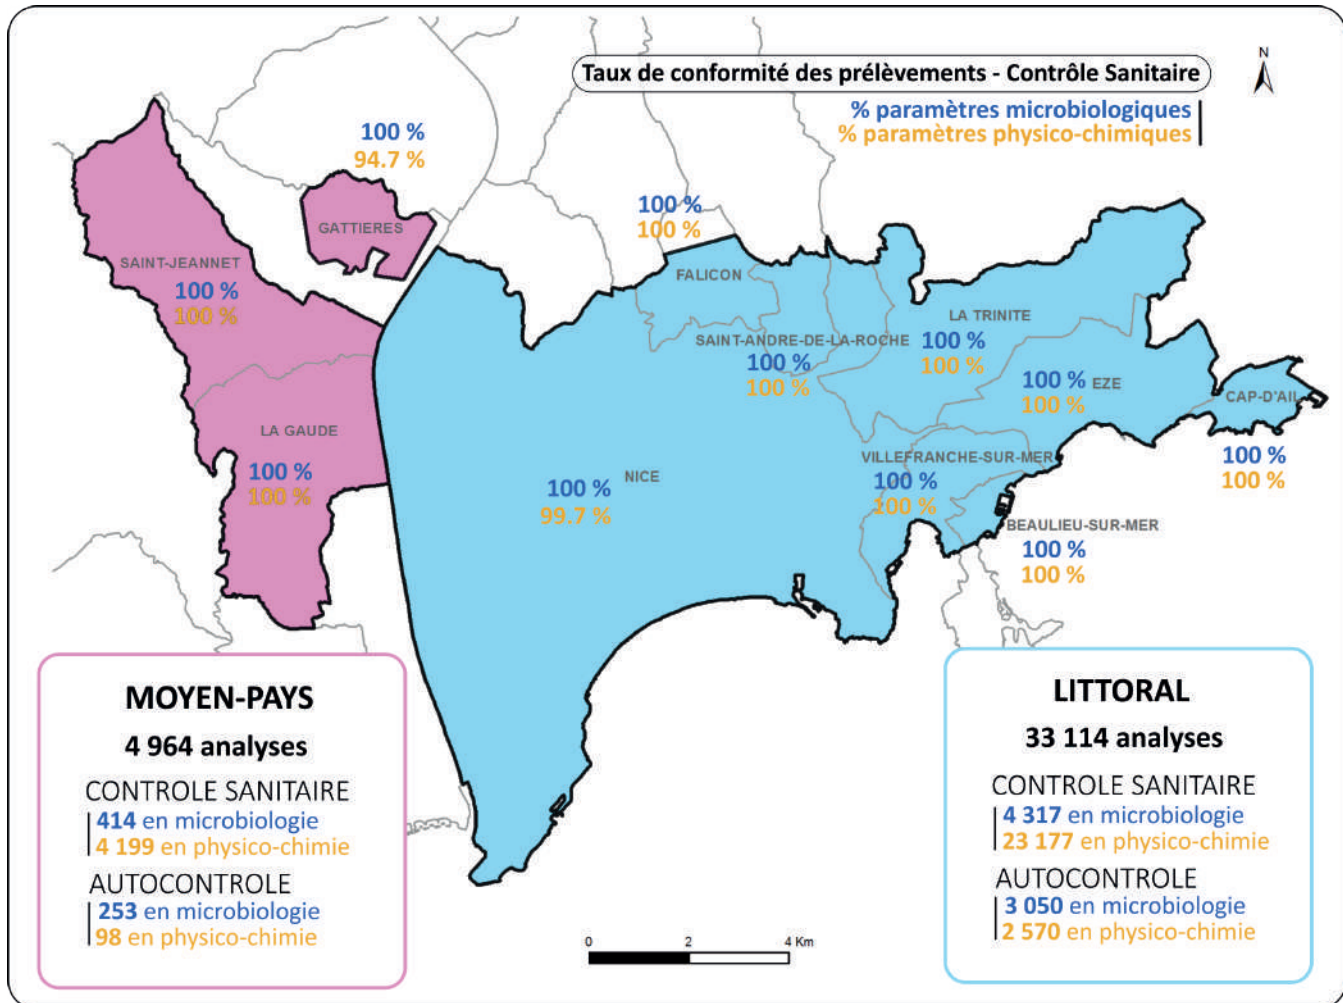 Taux de conformité des prélèvements - Contrôle Sanitaire
N
% paramètres microbiologiques
% paramètres physico-chimiques
100 %
94.7 %
GATTIERES
SAINT-JEANNET
100 %
100 %
LA GAUDE
100 %
100 %
100 %
100 %
FALICON
SAINT-ANDRE-DE-LA-ROCHE
100 %
100 %
LA TRINITE
100 %
100 %
100 %
EZE
100 %
CAP-D'AIL
100 %
100 %
NICE
100 %
99.7 %
VILLEFRANCHE-SUR-MER
100 %
100 %
BEAULIEU-SUR-MER
100 %
100 %
MOYEN-PAYS
4 964 analyses
CONTROLE SANITAIRE
414 en microbiologie
4 199 en physico-chimie
AUTOCONTROLE
253 en microbiologie
98 en physico-chimie
0 2 4 Km
LITTORAL
33 114 analyses
CONTROLE SANITAIRE
4 317 en microbiologie
23 177 en physico-chimie
AUTOCONTROLE
3 050 en microbiologie
2 570 en physico-chimie